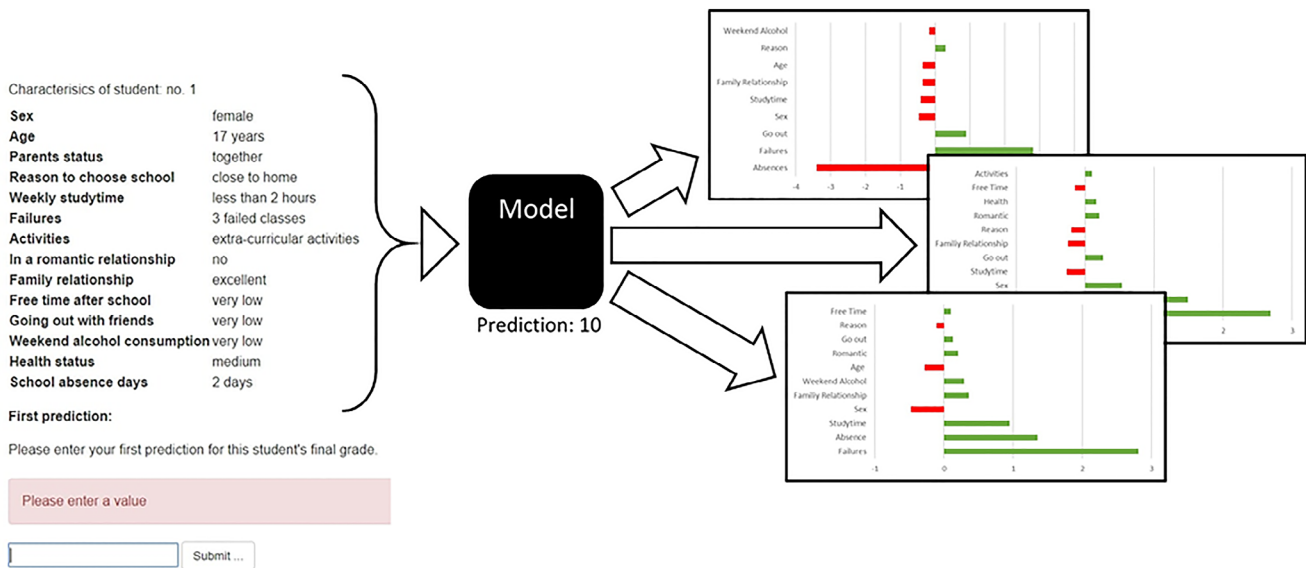 Characterisics of student: no. 1
Sex female
Age 17 years
Parents status together
Reason to choose school close to home
Weekly studytime less than 2 hours
Failures 3 failed classes
Activities extra-curricular activities
In a romantic relationship no
Family relationship excellent
Free time after school very low
Going out with friends very low
Weekend alcohol consumption very low
Health status medium
School absence days 2 days
First prediction:
Please enter your first prediction for this student's final grade.
Please enter a value
Submit ...
Model
Prediction: 10
Weekend Alcohol
Reason
Age
Family Relationship
Studytime
Sex
Go out
Failures
Absences
-4 -3 -2 -1
Activities
Free Time
Health
Romantic
Reason
Familiy Relationship
Go out
Studytime
Sex
2 3
Free Time
Reason
Go out
Romantic
Age
Weekend Alcohol
Familiy Relationship
Sex
Studytime
Absence
Failures
-1 0 1 2 3